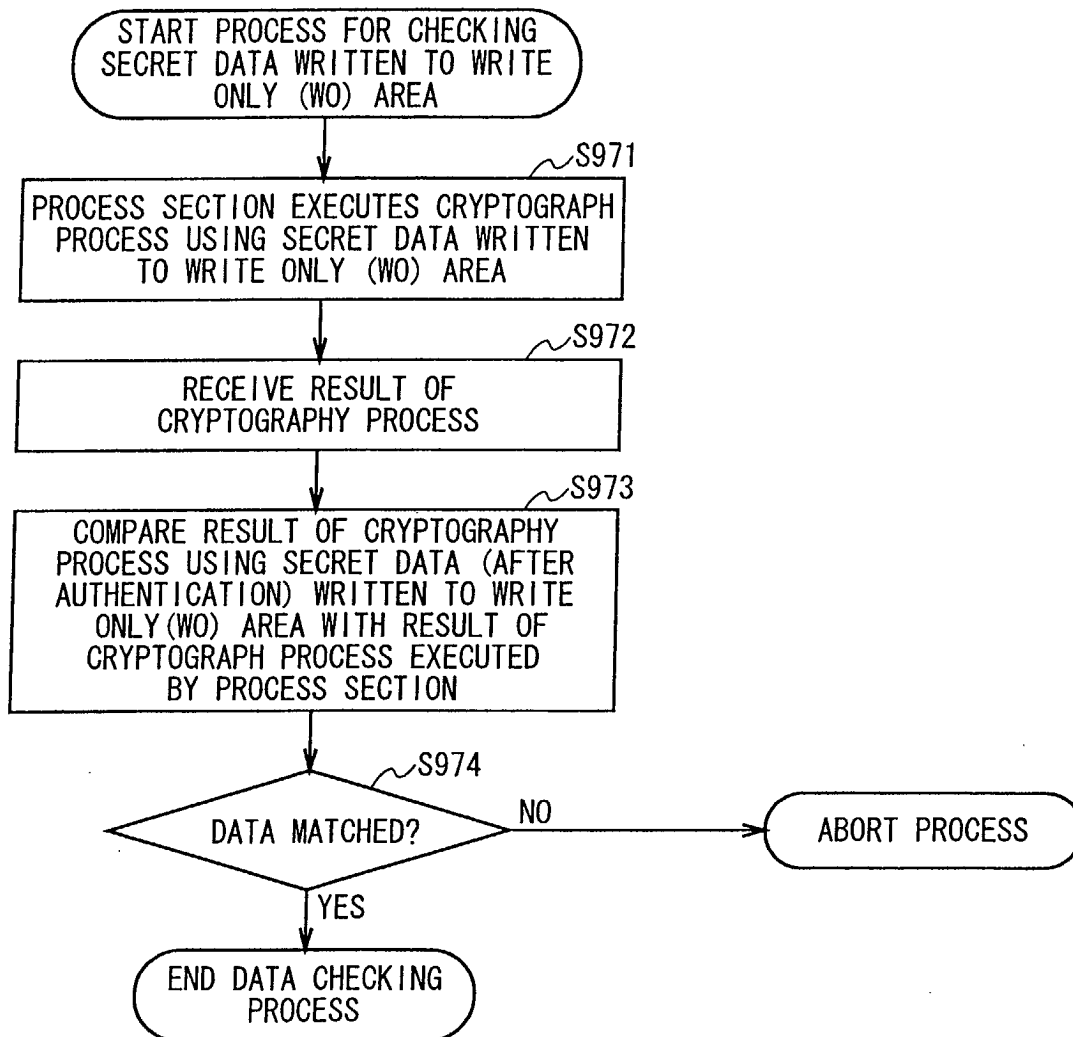 START PROCESS FOR CHECKING
SECRET DATA WRITTEN TO WRITE
ONLY (WO) AREA
S971
PROCESS SECTION EXECUTES CRYPTOGRAPH
PROCESS USING SECRET DATA WRITTEN
TO WRITE ONLY (WO) AREA
S972
RECEIVE RESULT OF
CRYPTOGRAPHY PROCESS
S973
COMPARE RESULT OF CRYPTOGRAPHY
PROCESS USING SECRET DATA (AFTER
AUTHENTICATION) WRITTEN TO WRITE
ONLY(WO) AREA WITH RESULT OF
CRYPTOGRAPH PROCESS EXECUTED
BY PROCESS SECTION
S974
DATA MATCHED?
NO
ABORT PROCESS
YES
END DATA CHECKING
PROCESS